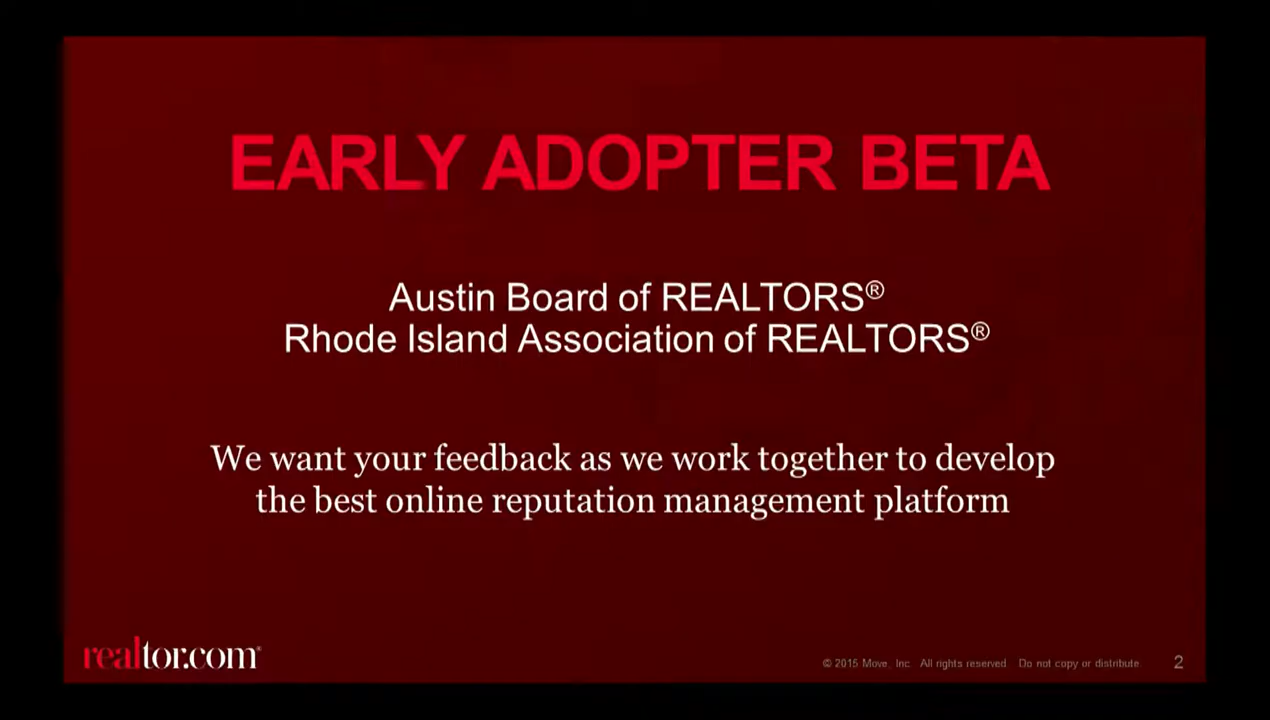 EARLY ADOPTER BETA
Austin Board of REALTORS®
Rhode Island Association of REALTORS®
We want your feedback as we work together to develop
the best online reputation management platform
realtor.com®
© 2015 Move, Inc. All rights reserved. Do not copy or distribute. 2